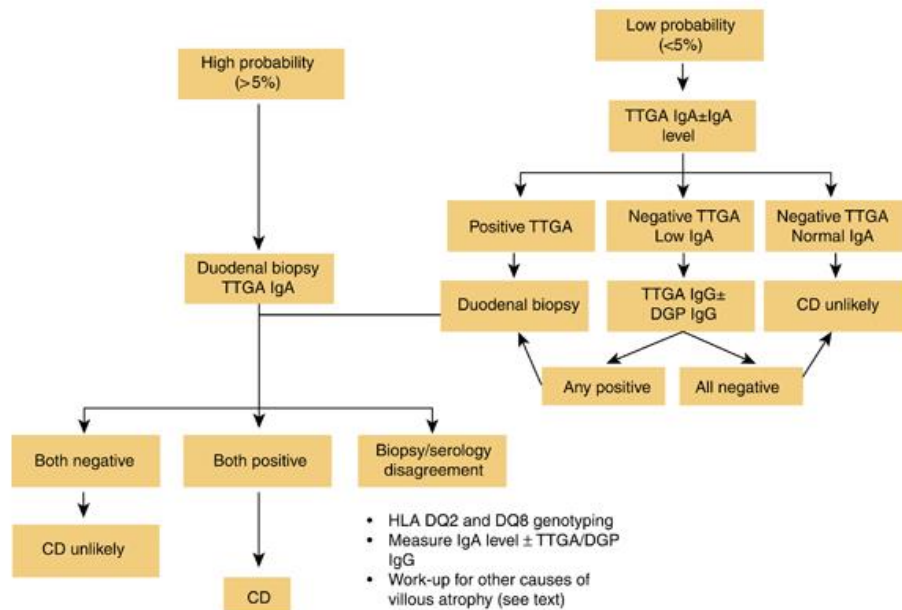 Low probability
(<5%)
High probability
(>5%)
TTGA IgA±IgA
level
Positive TTGA
Negative TTGA
Low IgA
Negative TTGA
Normal IgA
Duodenal biopsy
TTGA IgA
Duodenal biopsy
TTGA IgG±
DGP IgG
CD unlikely
Any positive
All negative
Both negative
Both positive
Biopsy/serology
disagreement
CD unlikely
CD
• HLA DQ2 and DQ8 genotyping
• Measure IgA level ± TTGA/DGP
IgG
• Work-up for other causes of
villous atrophy (see text)